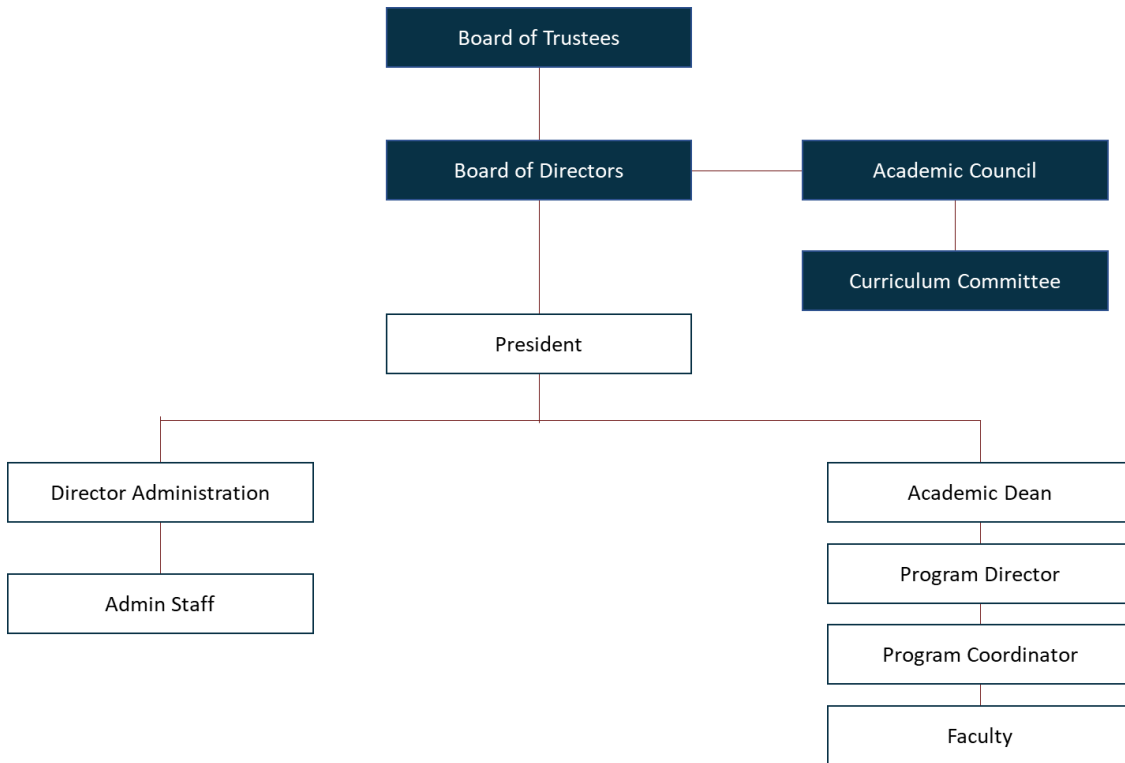 Board of Trustees
Board of Directors
Academic Council
Curriculum Committee
President
Director Administration
Academic Dean
Program Director
Admin Staff
Program Coordinator
Faculty